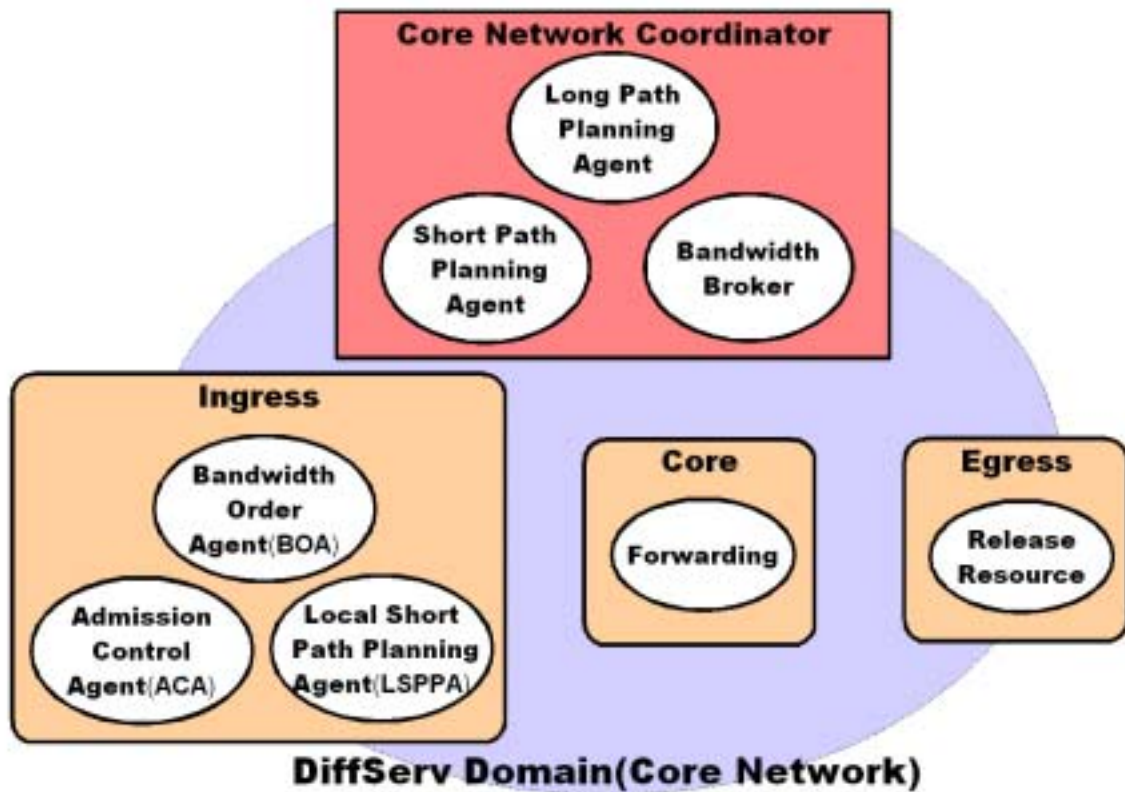 Core Network Coordinator
Long Path
Planning
Agent
Short Path
Planning
Agent
Bandwidth
Broker
Ingress
Bandwidth
Order
Agent(BOA)
Admission
Control
Agent(ACA)
Local Short
Path Planning
Agent(LSPPA)
Core
Forwarding
Egress
Release
Resource
DiffServ Domain(Core Network)